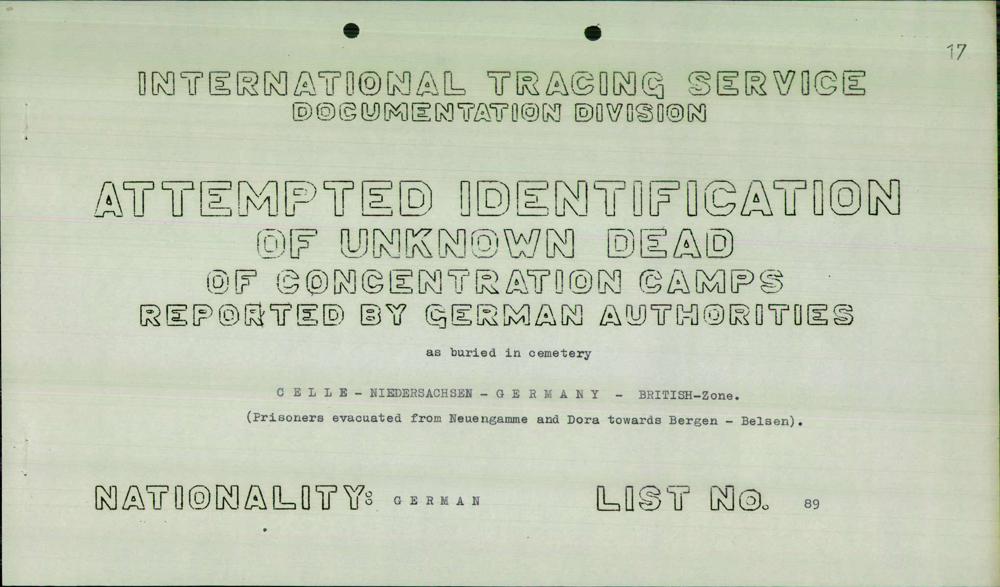 17
INTERNATIONAL TRACING SERVICE
DOCUMENTATION DIVISION
ATTEMPTED IDENTIFICATION
OF UNKNOWN DEAD
OF CONCENTRATION CAMPS
REPORTED BY GERMAN AUTHORITIES
as buried in cemetery
C E L L E - NIEDERSACHSEN - G E R M A N Y - BRITISH-Zone.
(Prisoners evacuated from Neuengamme and Dora towards Bergen - Belsen).
NATIONALITY: G E R M A N LIST No. 89